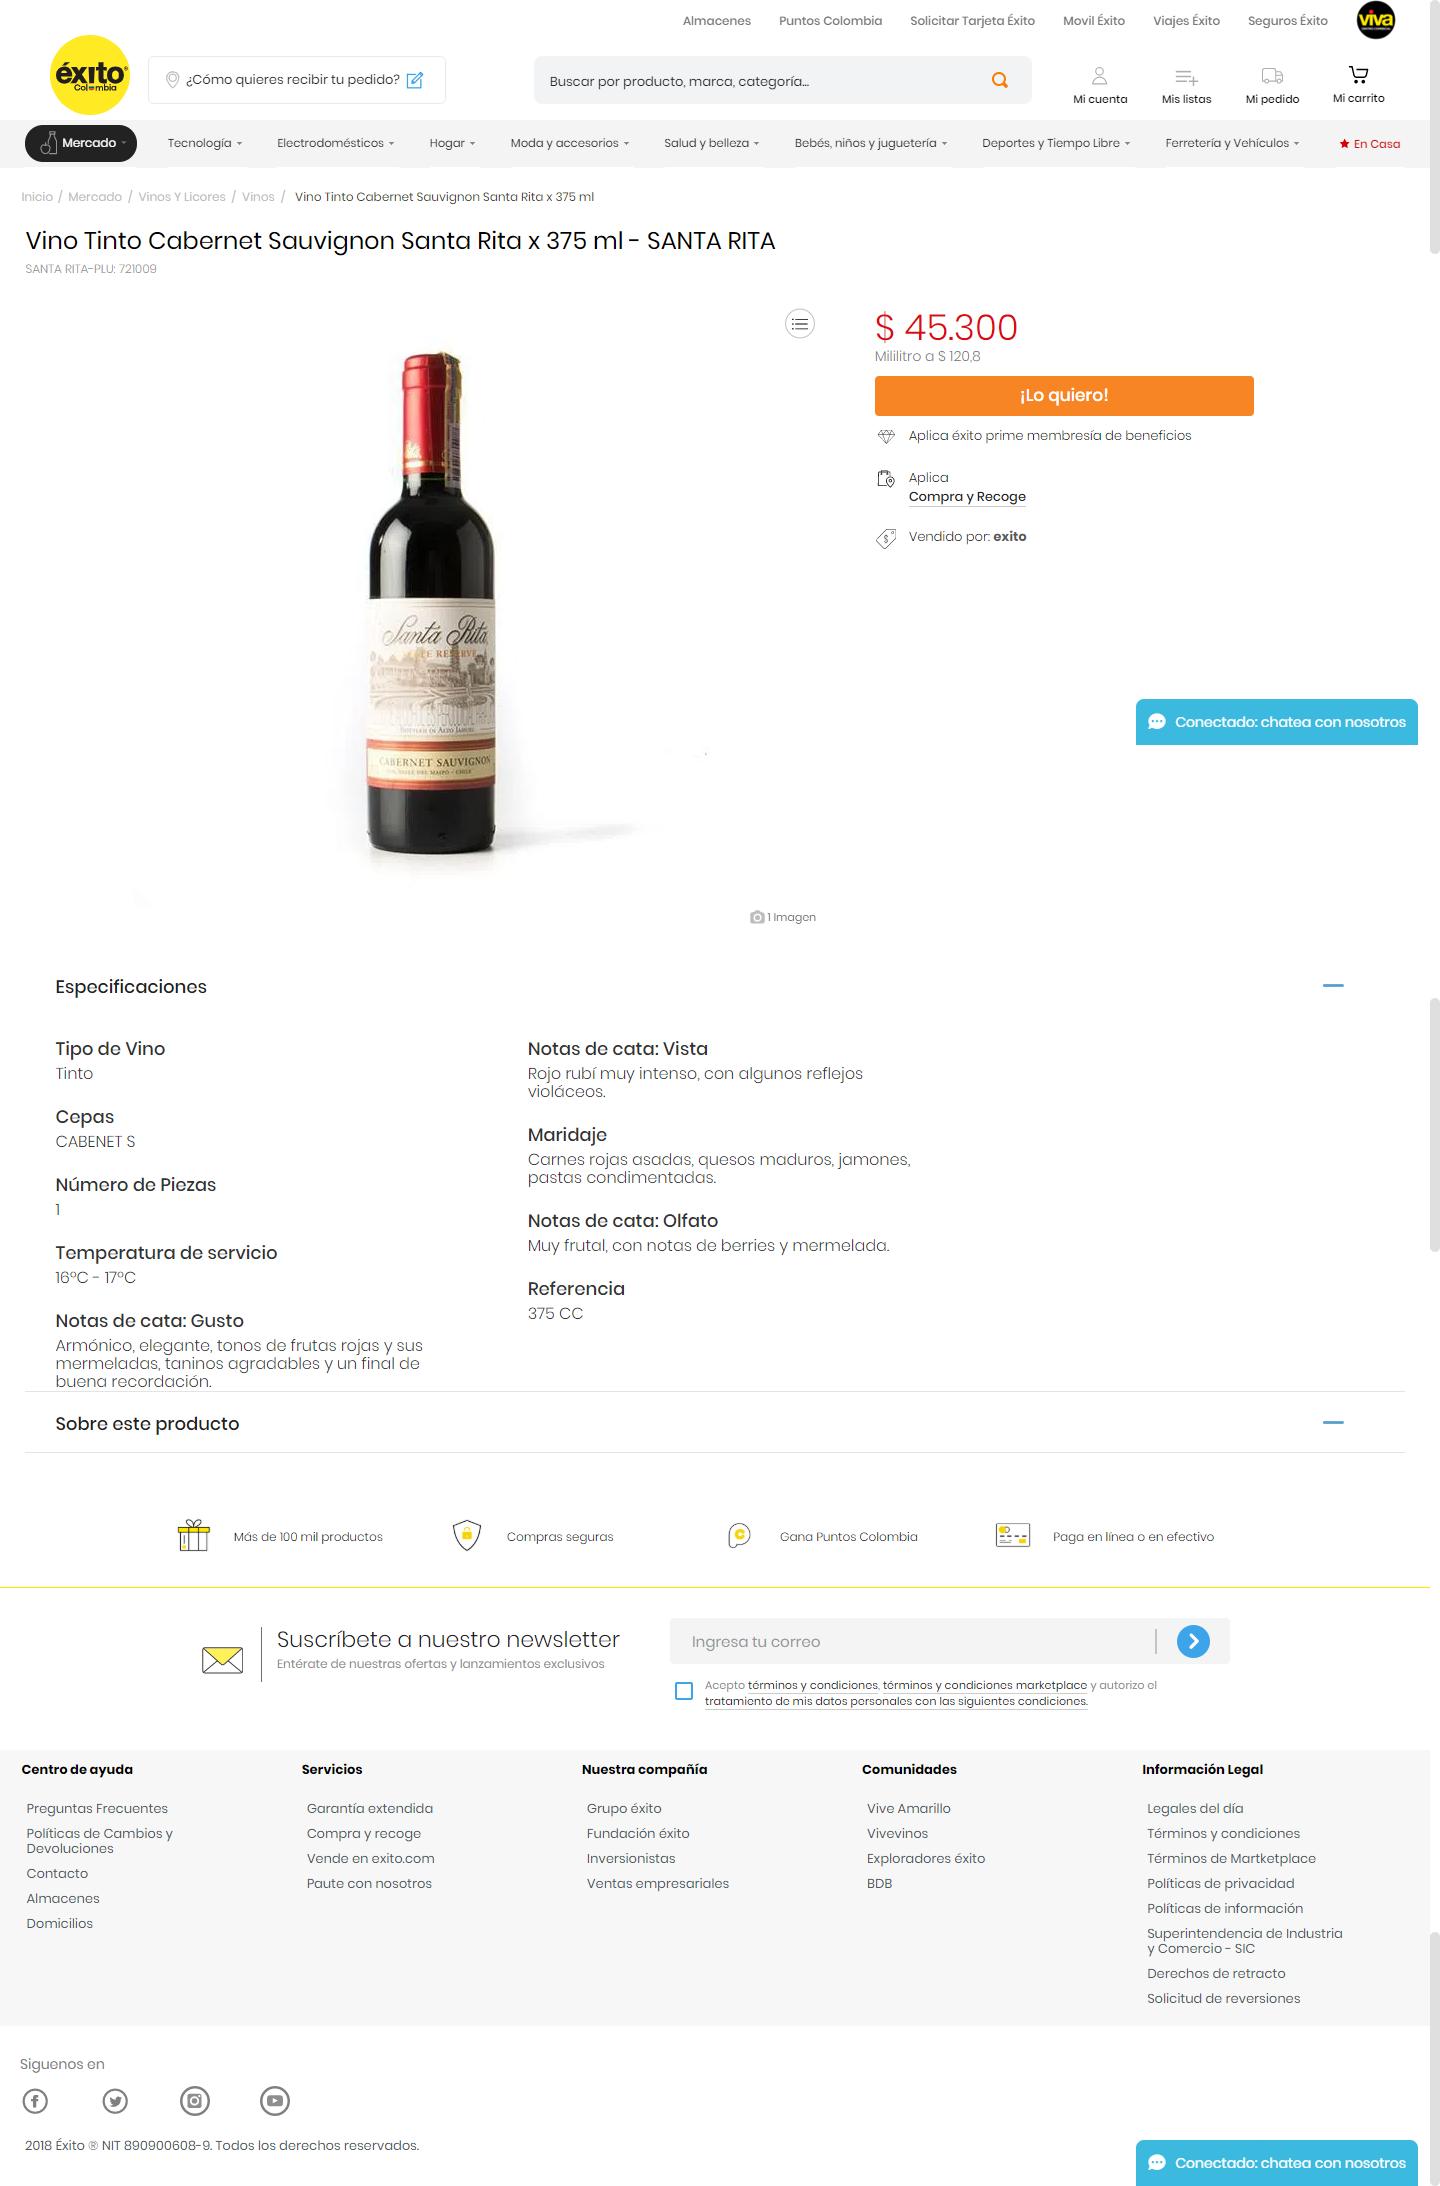 Almacenes Puntos Colombia Solicitar Tarjeta Éxito Movil Éxito Viajes Éxito Seguros Éxito viva
éxito
Colombia
¿Cómo quieres recibir tu pedido?
Buscar por producto, marca, categoría...
Mi cuenta Mis listas Mi pedido Mi carrito
Mercado Tecnología Electrodomésticos Hogar Moda y accesorios Salud y belleza Bebés, niños y juguetería Deportes y Tiempo Libre Ferretería y Vehículos En Casa
Inicio / Mercado / Vinos Y Licores / Vinos / Vino Tinto Cabernet Sauvignon Santa Rita x 375 ml
Vino Tinto Cabernet Sauvignon Santa Rita x 375 ml - SANTA RITA
SANTA RITA-PLU: 721009
$ 45.300
Mililitro a $ 120,8
¡Lo quiero!
Aplica éxito prime membresía de beneficios
Aplica
Compra y Recoge
Vendido por: exito
Santa Rita
CABERNET SAUVIGNON
Conectado: chatea con nosotros
1 Imagen
Especificaciones
Tipo de Vino
Tinto
Cepas
CABENET S
Número de Piezas
1
Temperatura de servicio
16ºC - 17ºC
Notas de cata: Gusto
Armónico, elegante, tonos de frutas rojas y sus
mermeladas, taninos agradables y un final de
buena recordación.
Notas de cata: Vista
Rojo rubí muy intenso, con algunos reflejos
violáceos.
Maridaje
Carnes rojas asadas, quesos maduros, jamones,
pastas condimentadas.
Notas de cata: Olfato
Muy frutal, con notas de berries y mermelada.
Referencia
375 CC
Sobre este producto
Más de 100 mil productos Compras seguras Gana Puntos Colombia Paga en línea o en efectivo
Suscríbete a nuestro newsletter
Entérate de nuestras ofertas y lanzamientos exclusivos
Ingresa tu correo
Acepto términos y condiciones, términos y condiciones marketplace y autorizo el
tratamiento de mis datos personales con las siguientes condiciones.
Centro de ayuda
Preguntas Frecuentes
Políticas de Cambios y
Devoluciones
Contacto
Almacenes
Domicilios
Servicios
Garantía extendida
Compra y recoge
Vende en exito.com
Paute con nosotros
Nuestra compañía
Grupo éxito
Fundación éxito
Inversionistas
Ventas empresariales
Comunidades
Vive Amarillo
Vivevinos
Exploradores éxito
BDB
Información Legal
Legales del día
Términos y condiciones
Términos de Martketplace
Políticas de privacidad
Políticas de información
Superintendencia de Industria
y Comercio - SIC
Derechos de retracto
Solicitud de reversiones
Siguenos en
2018 Éxito ® NIT 890900608-9. Todos los derechos reservados.
Conectado: chatea con nosotros